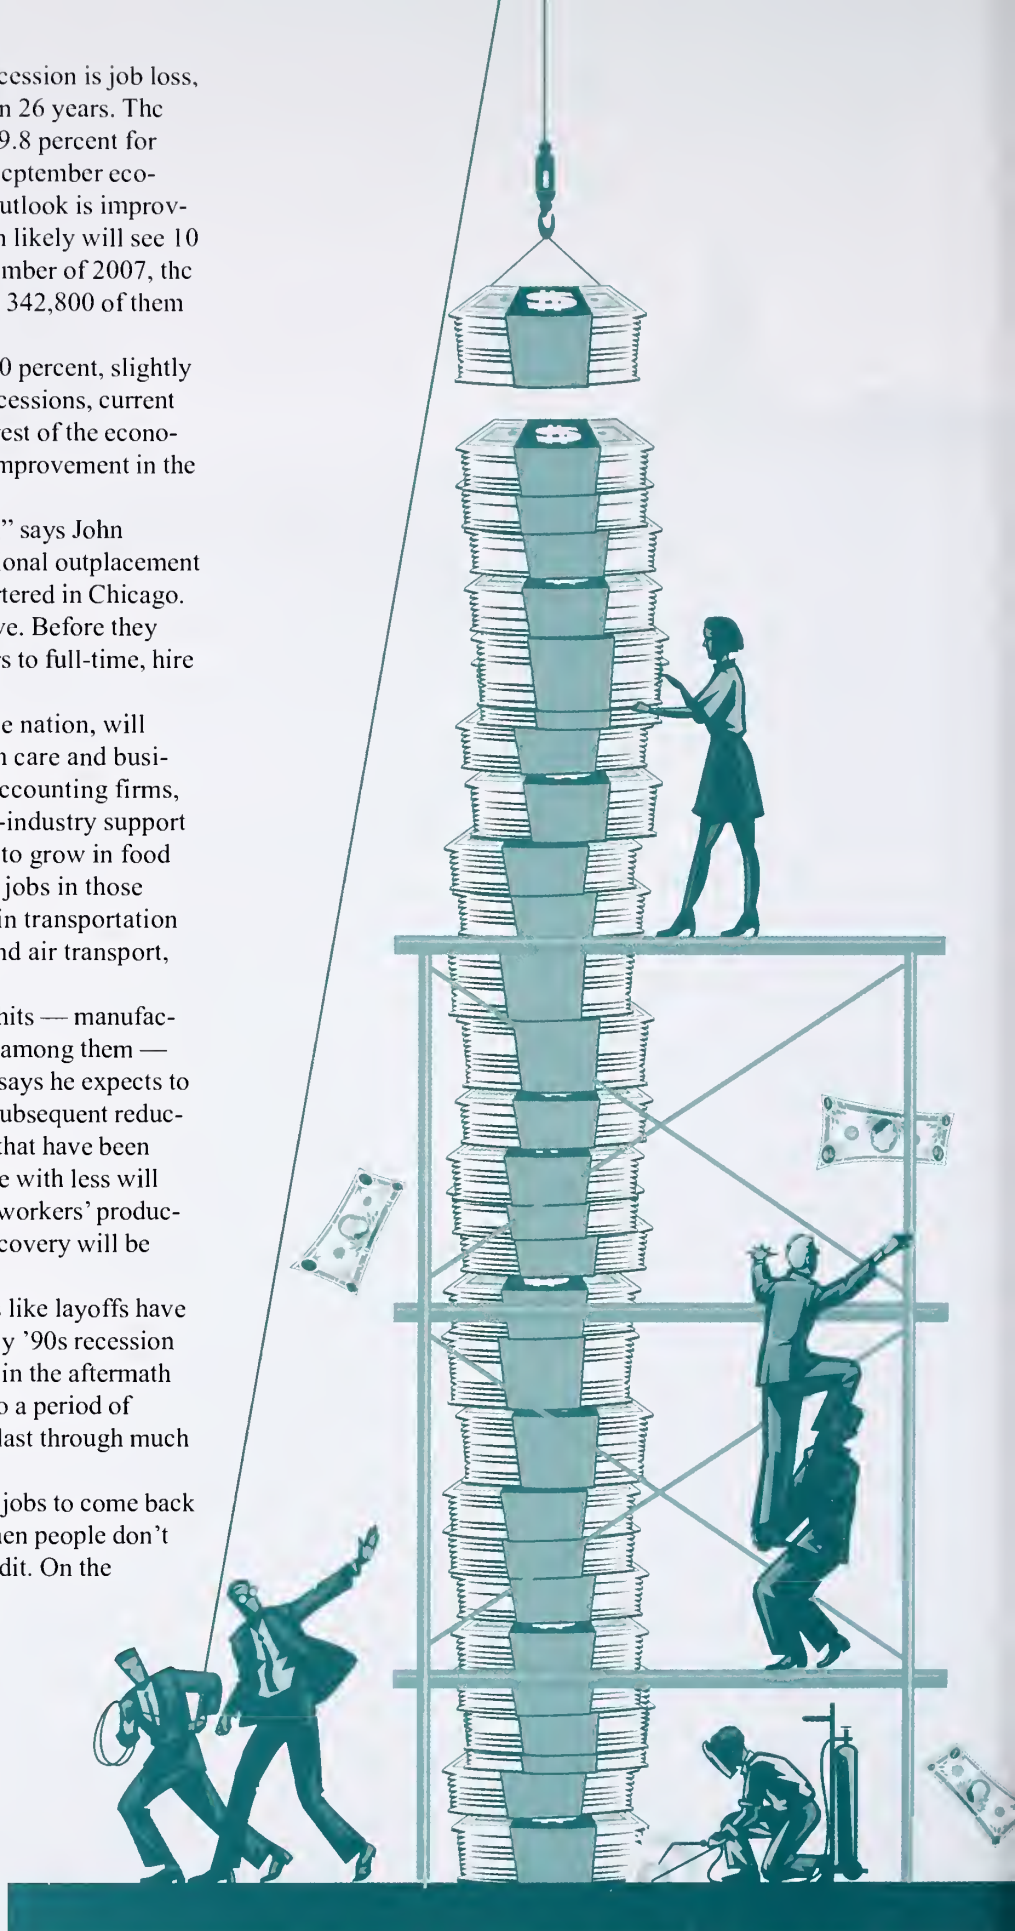 cession is job loss,
n 26 years. The
9.8 percent for
eptember eco-
utlook is improv-
n likely will see 10
mber of 2007, the
342,800 of them
0 percent, slightly
cessions, current
est of the econo-
mprovement in the
” says John
ional outplacement
rtered in Chicago.
ve. Before they
rs to full-time, hire
e nation, will
n care and busi-
ccounting firms,
-industry support
to grow in food
jobs in those
in transportation
nd air transport,
nits — manufac-
among them —
says he expects to
ubsequent reduc-
that have been
e with less will
workers’ produc-
covery will be
like layoffs have
y ’90s recession
in the aftermath
o a period of
last through much
jobs to come back
hen people don’t
dit. On the
$
$